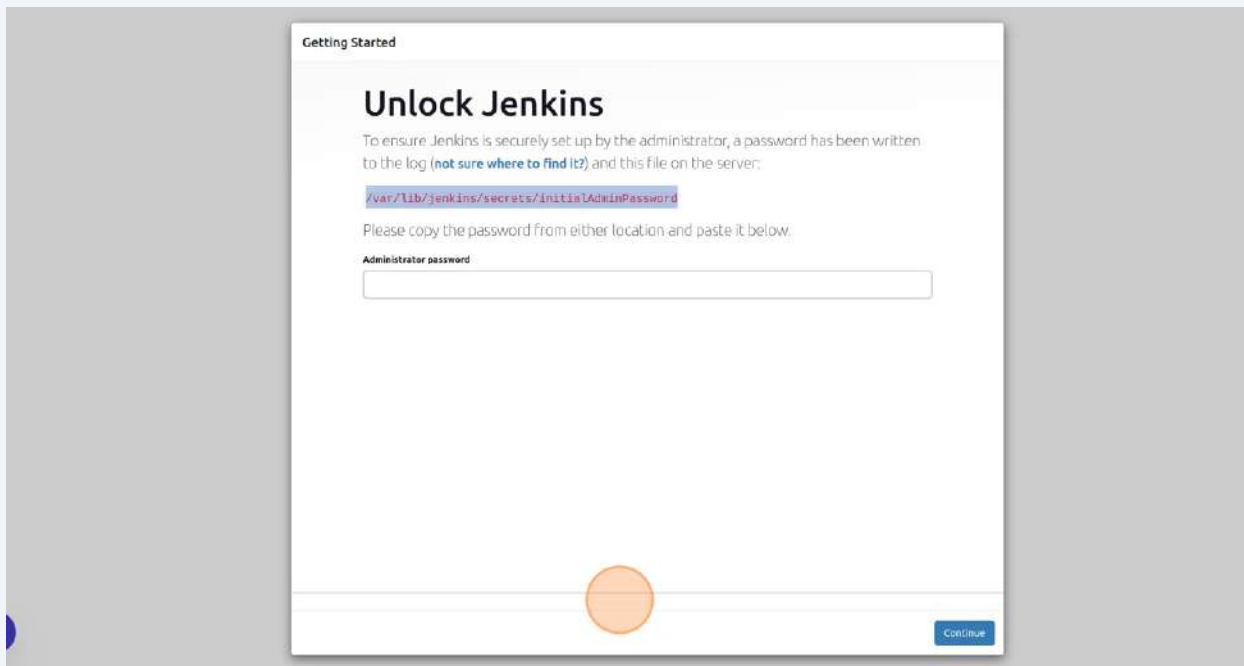 Getting Started
Unlock Jenkins
To ensure Jenkins is securely set up by the administrator, a password has been written
to the log (not sure where to find it?) and this file on the server:
/var/lib/jenkins/secrets/initialAdminPassword
Please copy the password from either location and paste it below.
Administrator password
Continue